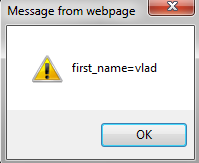 Message from webpage
first_name=vlad
OK